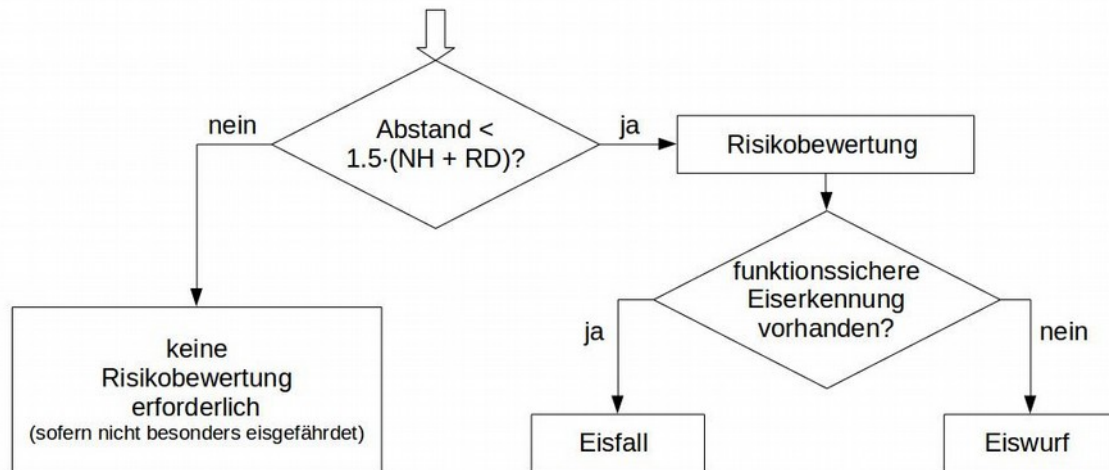 Abstand <
1.5·(NH + RD)?
nein
ja
Risikobewertung
funktionssichere
Eiserkennung
vorhanden?
ja
nein
keine
Risikobewertung
erforderlich
(sofern nicht besonders eisgefährdet)
Eisfall
Eiswurf